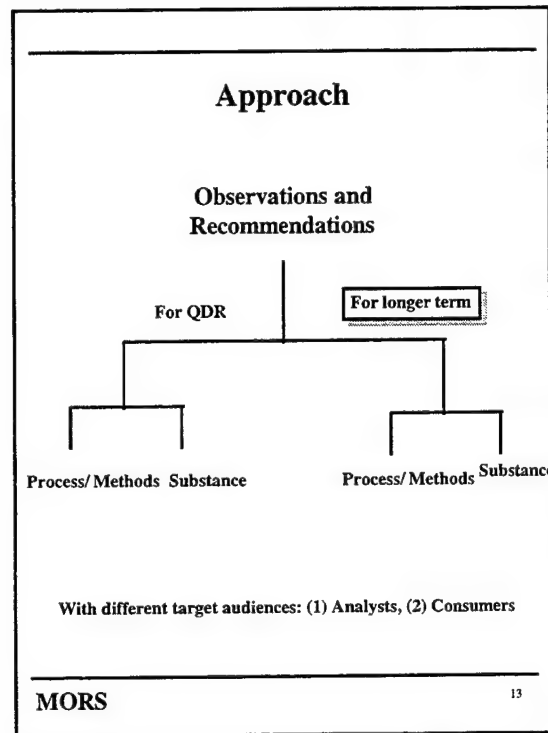 Approach
Observations and
Recommendations
For QDR
For longer term
Process/ Methods Substance
Process/ Methods Substance
With different target audiences: (1) Analysts, (2) Consumers
MORS
13